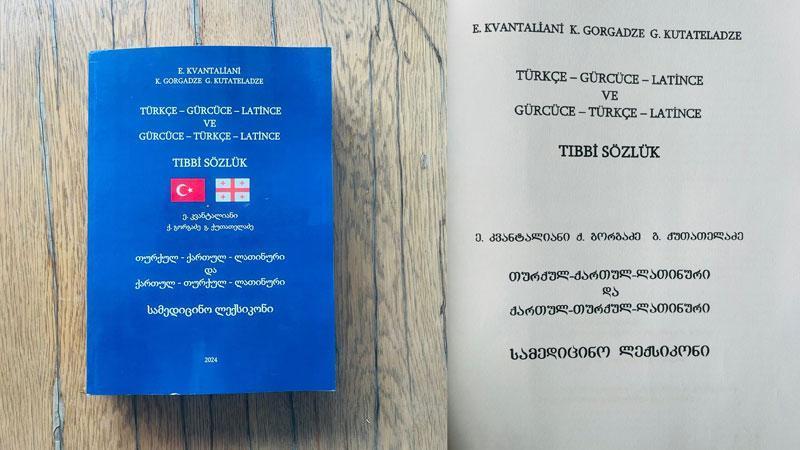 E. KVANTALİANİ
K. GORGADZE G. KUTATELADZE
TÜRKÇE – GÜRCÜCE – LATİNCE
VE
GÜRCÜCE – TÜRKÇE – LATİNCE
TIBBİ SÖZLÜK
ე. კვანტალიანი
ქ. გორგაძე გ. ქუთათელაძე
თურქულ - ქართულ - ლათინური
და
ქართულ - თურქულ - ლათინური
სამედიცინო ლექსიკონი
2024
E. KVANTALİANİ K. GORGADZE G. KUTATELADZE
TÜRKÇE – GÜRCÜCE – LATİNCE
VE
GÜRCÜCE – TÜRKÇE – LATİNCE
TIBBİ SÖZLÜK
ე. კვანტალიანი ქ. გორგაძე გ. ქუთათელაძე
თურქულ-ქართულ-ლათინური
და
ქართულ-თურქულ-ლათინური
სამედიცინო ლექსიკონი